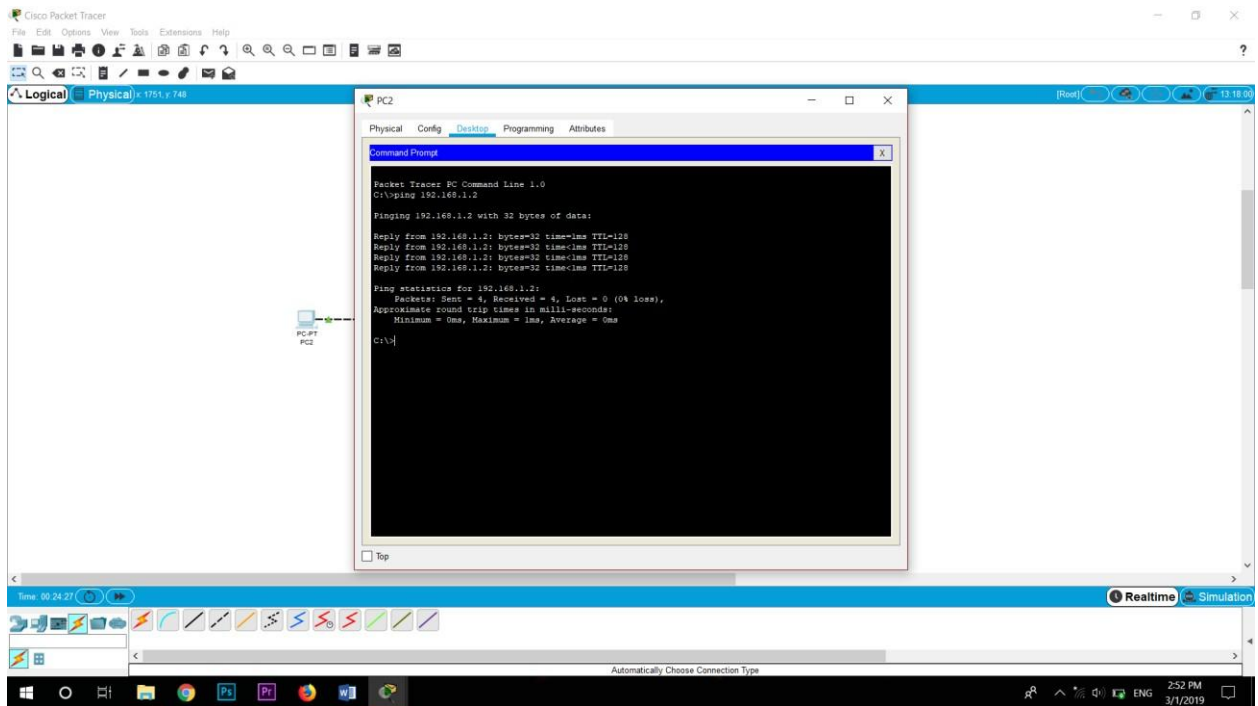 Cisco Packet Tracer
File Edit Options View Tools Extensions Help
?
Logical Physical x: 1751, y: 748
[Root] 13:18:00
PC2
Physical Config Desktop Programming Attributes
Command Prompt X
Packet Tracer PC Command Line 1.0
C:\>ping 192.168.1.2
Pinging 192.168.1.2 with 32 bytes of data:
Reply from 192.168.1.2: bytes=32 time=1ms TTL=128
Reply from 192.168.1.2: bytes=32 time<1ms TTL=128
Reply from 192.168.1.2: bytes=32 time<1ms TTL=128
Reply from 192.168.1.2: bytes=32 time<1ms TTL=128
Ping statistics for 192.168.1.2:
Packets: Sent = 4, Received = 4, Lost = 0 (0% loss),
Approximate round trip times in milli-seconds:
Minimum = 0ms, Maximum = 1ms, Average = 0ms
C:\>
PC-PT
PC2
Top
Time: 00:24:27
Realtime Simulation
Automatically Choose Connection Type
Ps Pr W
ENG
2:52 PM
3/1/2019